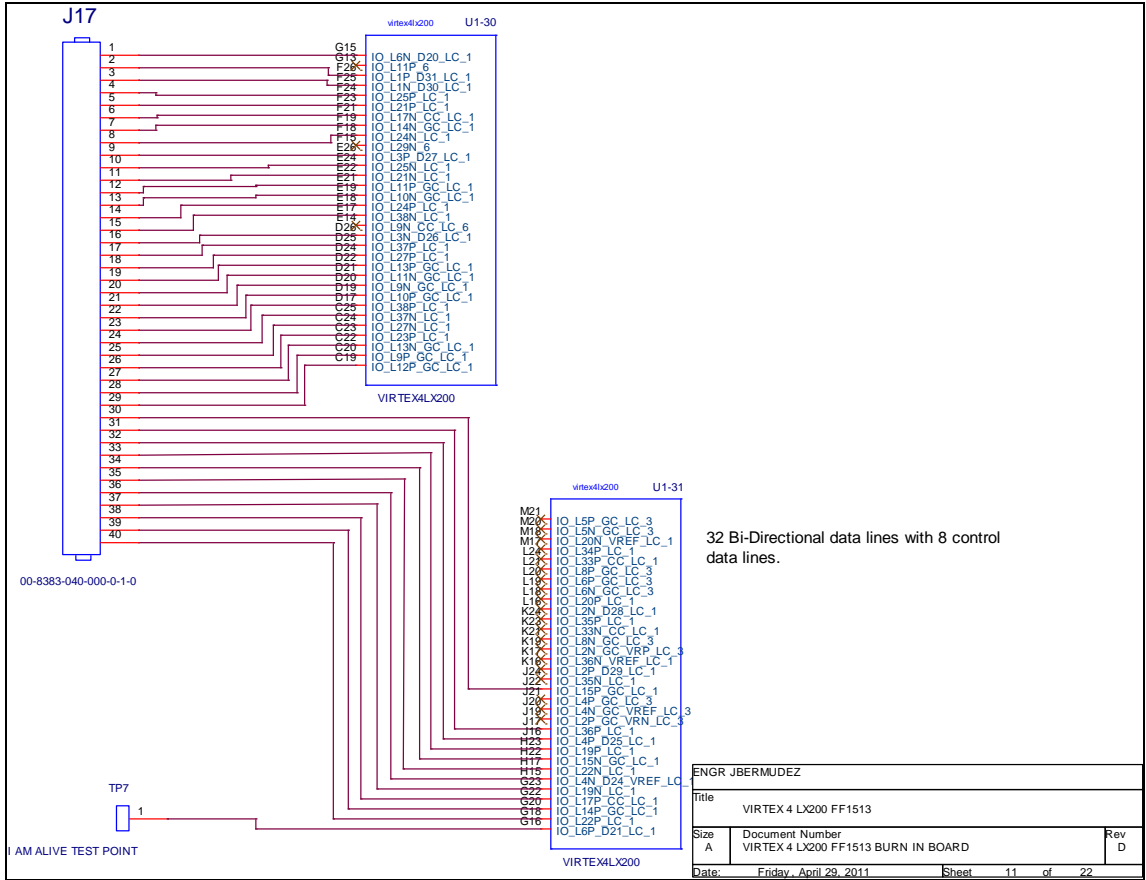 J17
1
2
3
4
5
6
7
8
9
10
11
12
13
14
15
16
17
18
19
20
21
22
23
24
25
26
27
28
29
30
31
32
33
34
35
36
37
38
39
40
00-8383-040-000-0-1-0
virtex4lx200 U1-30
G15 IO_L6N_D20_LC_1
G13 IO_L11P_6
F26 IO_L1P_D31_LC_1
F25 IO_L1N_D30_LC_1
F24 IO_L25P_LC_1
F23 IO_L21P_LC_1
F21 IO_L17N_CC_LC_1
F19 IO_L14N_GC_LC_1
F18 IO_L24N_LC_1
F15 IO_L29N_6
E26 IO_L3P_D27_LC_1
E24 IO_L25N_LC_1
E22 IO_L21N_LC_1
E21 IO_L11P_GC_LC_1
E19 IO_L10N_GC_LC_1
E18 IO_L24P_LC_1
E17 IO_L38N_LC_1
E14 IO_L9N_CC_LC_6
D26 IO_L3N_D26_LC_1
D25 IO_L37P_LC_1
D24 IO_L27P_LC_1
D22 IO_L13P_GC_LC_1
D21 IO_L11N_GC_LC_1
D20 IO_L9N_GC_LC_1
D19 IO_L10P_GC_LC_1
D17 IO_L38P_LC_1
C25 IO_L37N_LC_1
C24 IO_L27N_LC_1
C23 IO_L23P_LC_1
C22 IO_L13N_GC_LC_1
C20 IO_L9P_GC_LC_1
C19 IO_L12P_GC_LC_1
VIRTEX4LX200
virtex4lx200 U1-31
M21 IO_L5P_GC_LC_3
M20 IO_L5N_GC_LC_3
M18 IO_L20N_VREF_LC_1
M17 IO_L34P_LC_1
L24 IO_L33P_CC_LC_1
L21 IO_L8P_GC_LC_3
L20 IO_L6P_GC_LC_3
L19 IO_L6N_GC_LC_3
L18 IO_L20P_LC_1
L16 IO_L2N_D28_LC_1
K24 IO_L35P_LC_1
K23 IO_L33N_CC_LC_1
K21 IO_L8N_GC_LC_3
K19 IO_L2N_GC_VRP_LC_3
K17 IO_L36N_VREF_LC_1
K16 IO_L2P_D29_LC_1
J24 IO_L35N_LC_1
J22 IO_L15P_GC_LC_1
J21 IO_L4P_GC_LC_3
J20 IO_L4N_GC_VREF_LC_3
J19 IO_L2P_GC_VRN_LC_3
J17 IO_L36P_LC_1
J16 IO_L4P_D25_LC_1
H23 IO_L19P_LC_1
H22 IO_L15N_GC_LC_1
H17 IO_L22N_LC_1
H15 IO_L4N_D24_VREF_LC_1
G23 IO_L19N_LC_1
G22 IO_L17P_CC_LC_1
G20 IO_L14P_GC_LC_1
G18 IO_L22P_LC_1
G16 IO_L6P_D21_LC_1
VIRTEX4LX200
32 Bi-Directional data lines with 8 control
data lines.
TP7
1
I AM ALIVE TEST POINT
ENGR JBERMUDEZ
Title
VIRTEX 4 LX200 FF1513
Size Document Number Rev
A VIRTEX 4 LX200 FF1513 BURN IN BOARD D
Date: Friday, April 29, 2011 Sheet 11 of 22